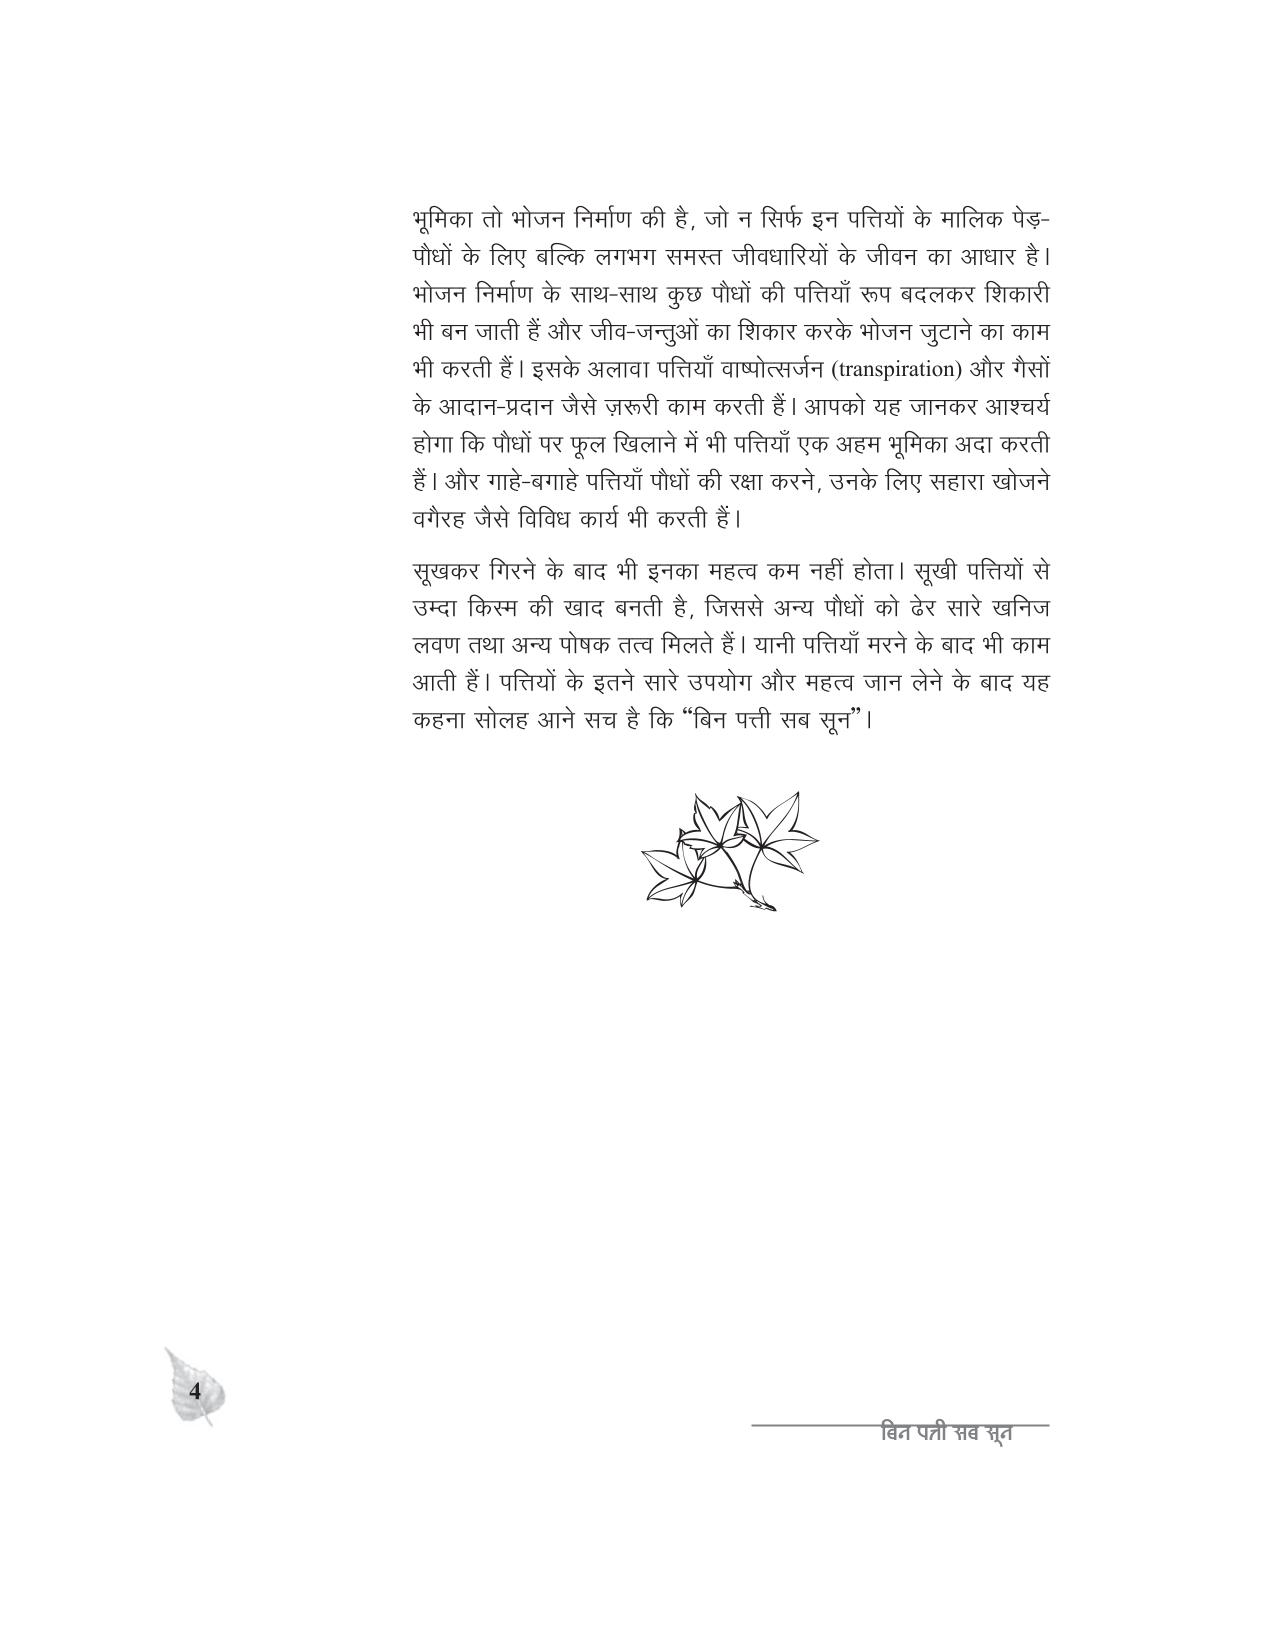 भूमिका तो भोजन निर्माण की है, जो न सिर्फ इन पत्तियों के मालिक पेड़-
पौधों के लिए बल्कि लगभग समस्त जीवधारियों के जीवन का आधार है।
भोजन निर्माण के साथ-साथ कुछ पौधों की पत्तियाँ रूप बदलकर शिकारी
भी बन जाती हैं और जीव-जन्तुओं का शिकार करके भोजन जुटाने का काम
भी करती हैं। इसके अलावा पत्तियाँ वाष्पोत्सर्जन (transpiration) और गैसों
के आदान-प्रदान जैसे ज़रूरी काम करती हैं। आपको यह जानकर आश्चर्य
होगा कि पौधों पर फूल खिलाने में भी पत्तियाँ एक अहम भूमिका अदा करती
हैं। और गाहे-बगाहे पत्तियाँ पौधों की रक्षा करने, उनके लिए सहारा खोजने
वगैरह जैसे विविध कार्य भी करती हैं।
सूखकर गिरने के बाद भी इनका महत्व कम नहीं होता। सूखी पत्तियों से
उम्दा किस्म की खाद बनती है, जिससे अन्य पौधों को ढेर सारे खनिज
लवण तथा अन्य पोषक तत्व मिलते हैं। यानी पत्तियाँ मरने के बाद भी काम
आती हैं। पत्तियों के इतने सारे उपयोग और महत्व जान लेने के बाद यह
कहना सोलह आने सच है कि “बिन पत्ती सब सून”।
4
बिन पत्ती सब सून